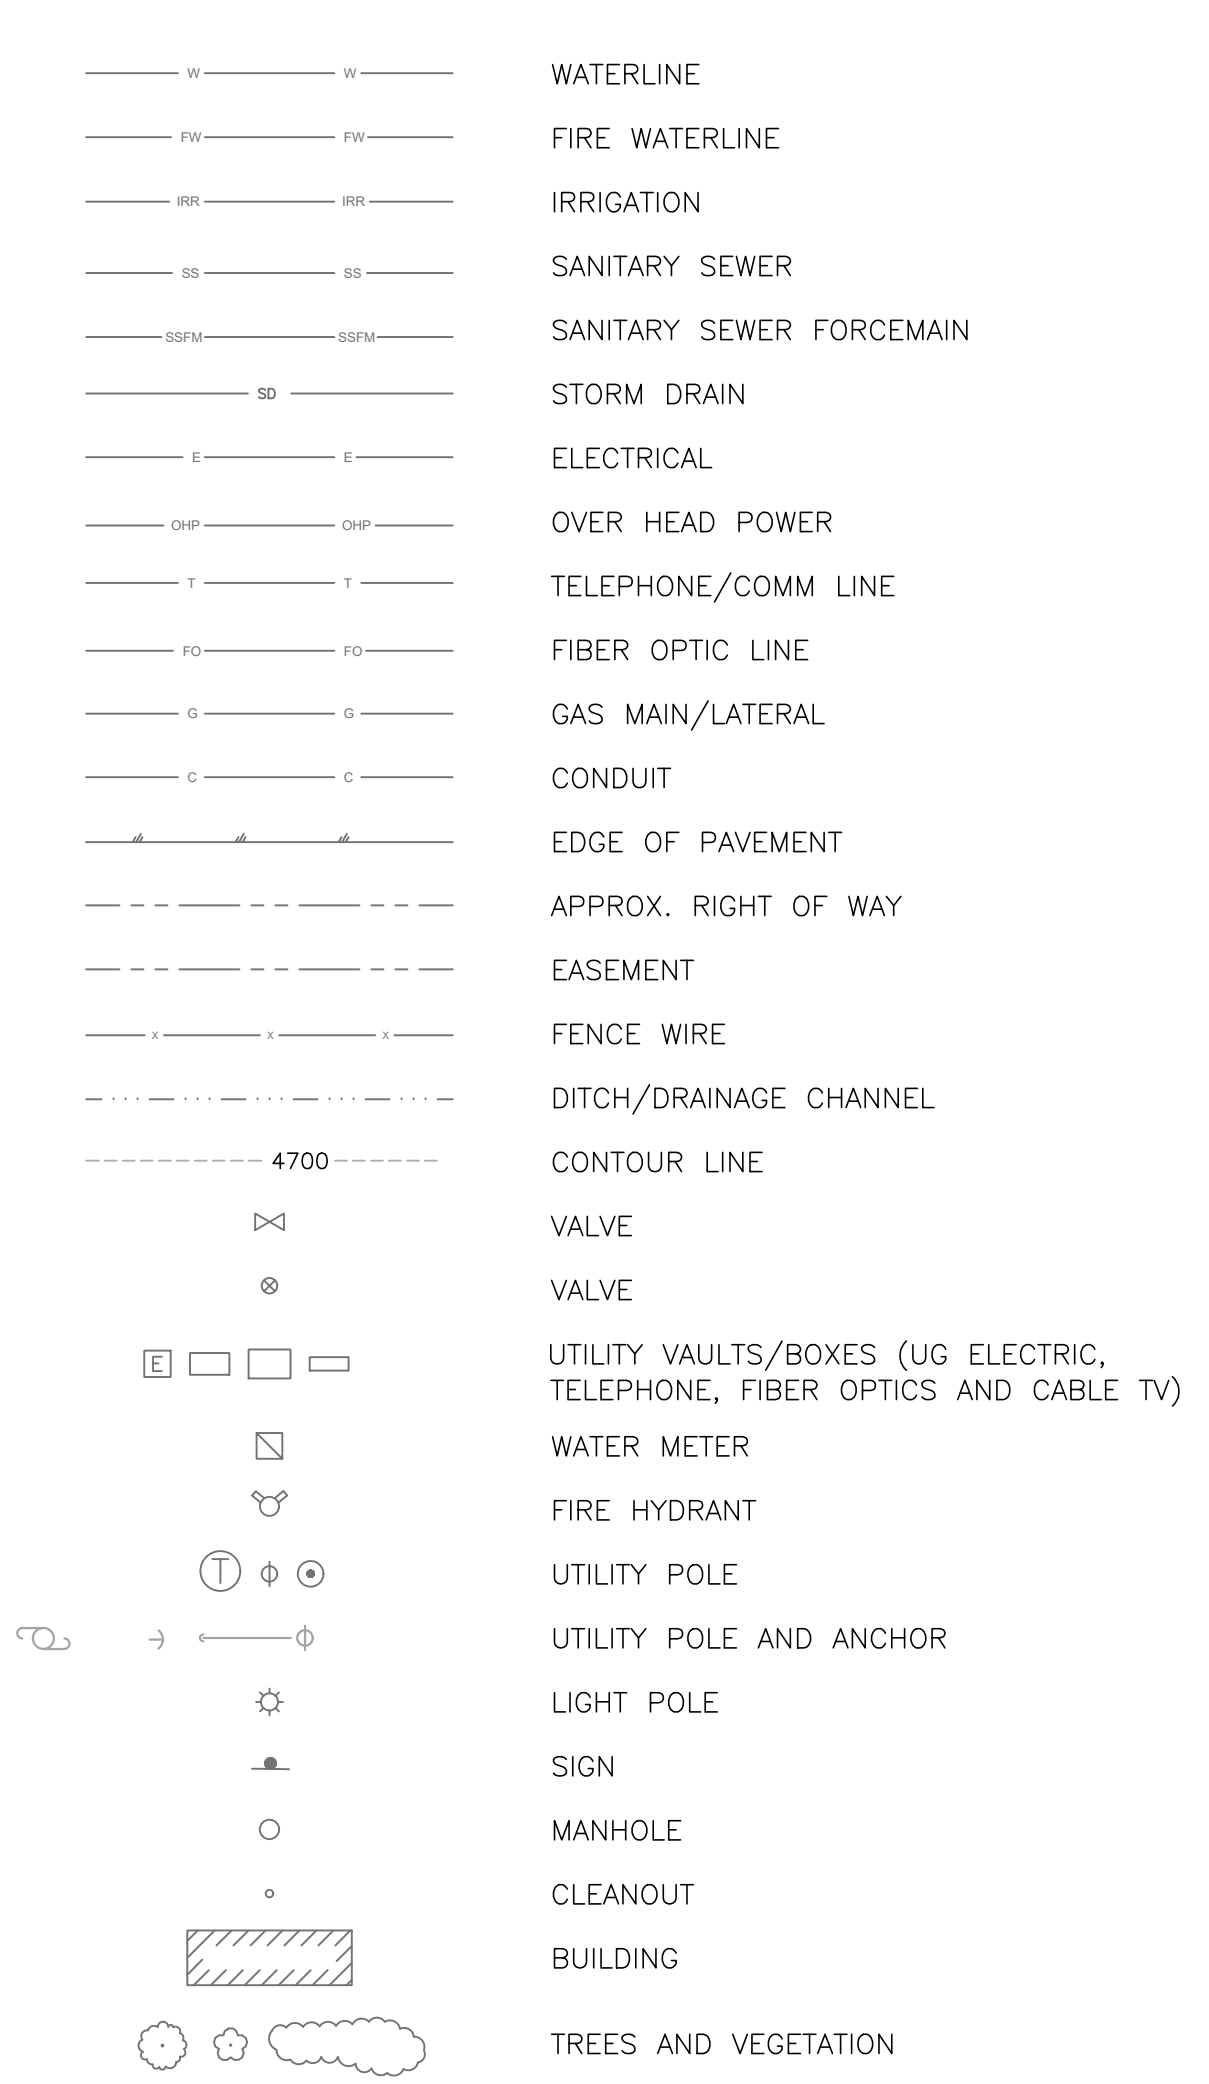 W W WATERLINE
FW FW FIRE WATERLINE
IRR IRR IRRIGATION
SS SS SANITARY SEWER
SSFM SSFM SANITARY SEWER FORCEMAIN
SD STORM DRAIN
E E ELECTRICAL
OHP OHP OVER HEAD POWER
T T TELEPHONE/COMM LINE
FO FO FIBER OPTIC LINE
G G GAS MAIN/LATERAL
C C CONDUIT
EDGE OF PAVEMENT
APPROX. RIGHT OF WAY
EASEMENT
x x x FENCE WIRE
DITCH/DRAINAGE CHANNEL
4700 CONTOUR LINE
VALVE
VALVE
E UTILITY VAULTS/BOXES (UG ELECTRIC,
TELEPHONE, FIBER OPTICS AND CABLE TV)
WATER METER
FIRE HYDRANT
T UTILITY POLE
UTILITY POLE AND ANCHOR
LIGHT POLE
SIGN
MANHOLE
CLEANOUT
BUILDING
TREES AND VEGETATION